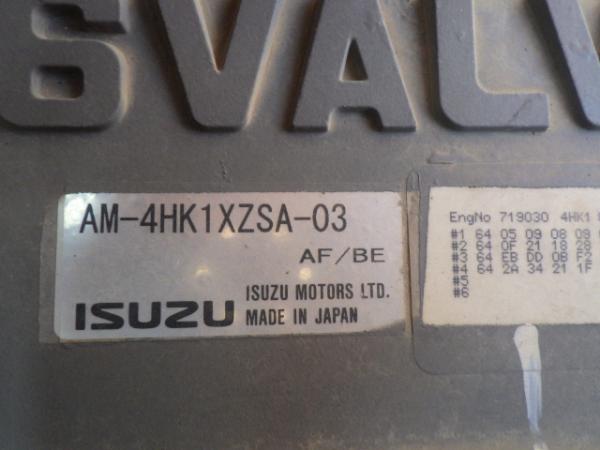 6VALV
AM-4HK1XZSA-03
AF/BE
ISUZU
ISUZU MOTORS LTD.
MADE IN JAPAN
EngNo 719030 4HK1
#1 64 05 09 08 09
#2 64 0F 21 18 28
#3 64 EB DD 0B F2
#4 64 2A 34 21 1F
#5
#6